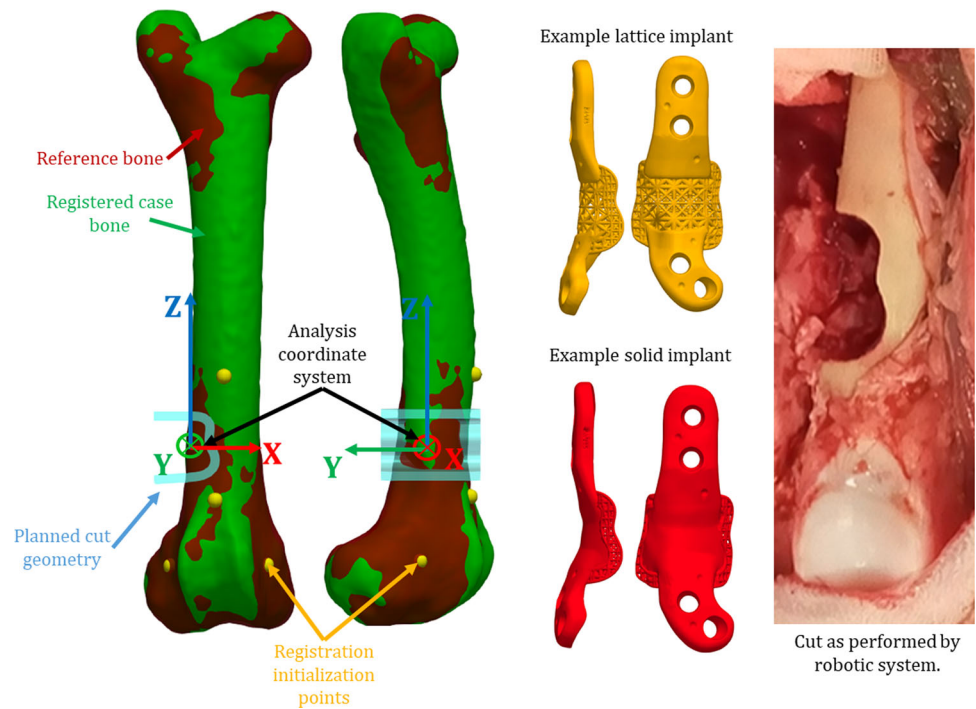 Reference bone
Registered case
bone
Z
Z
Analysis
coordinate
system
Y
X
Y
X
Planned cut
geometry
Registration
initialization
points
Example lattice implant
Example solid implant
Cut as performed by
robotic system.